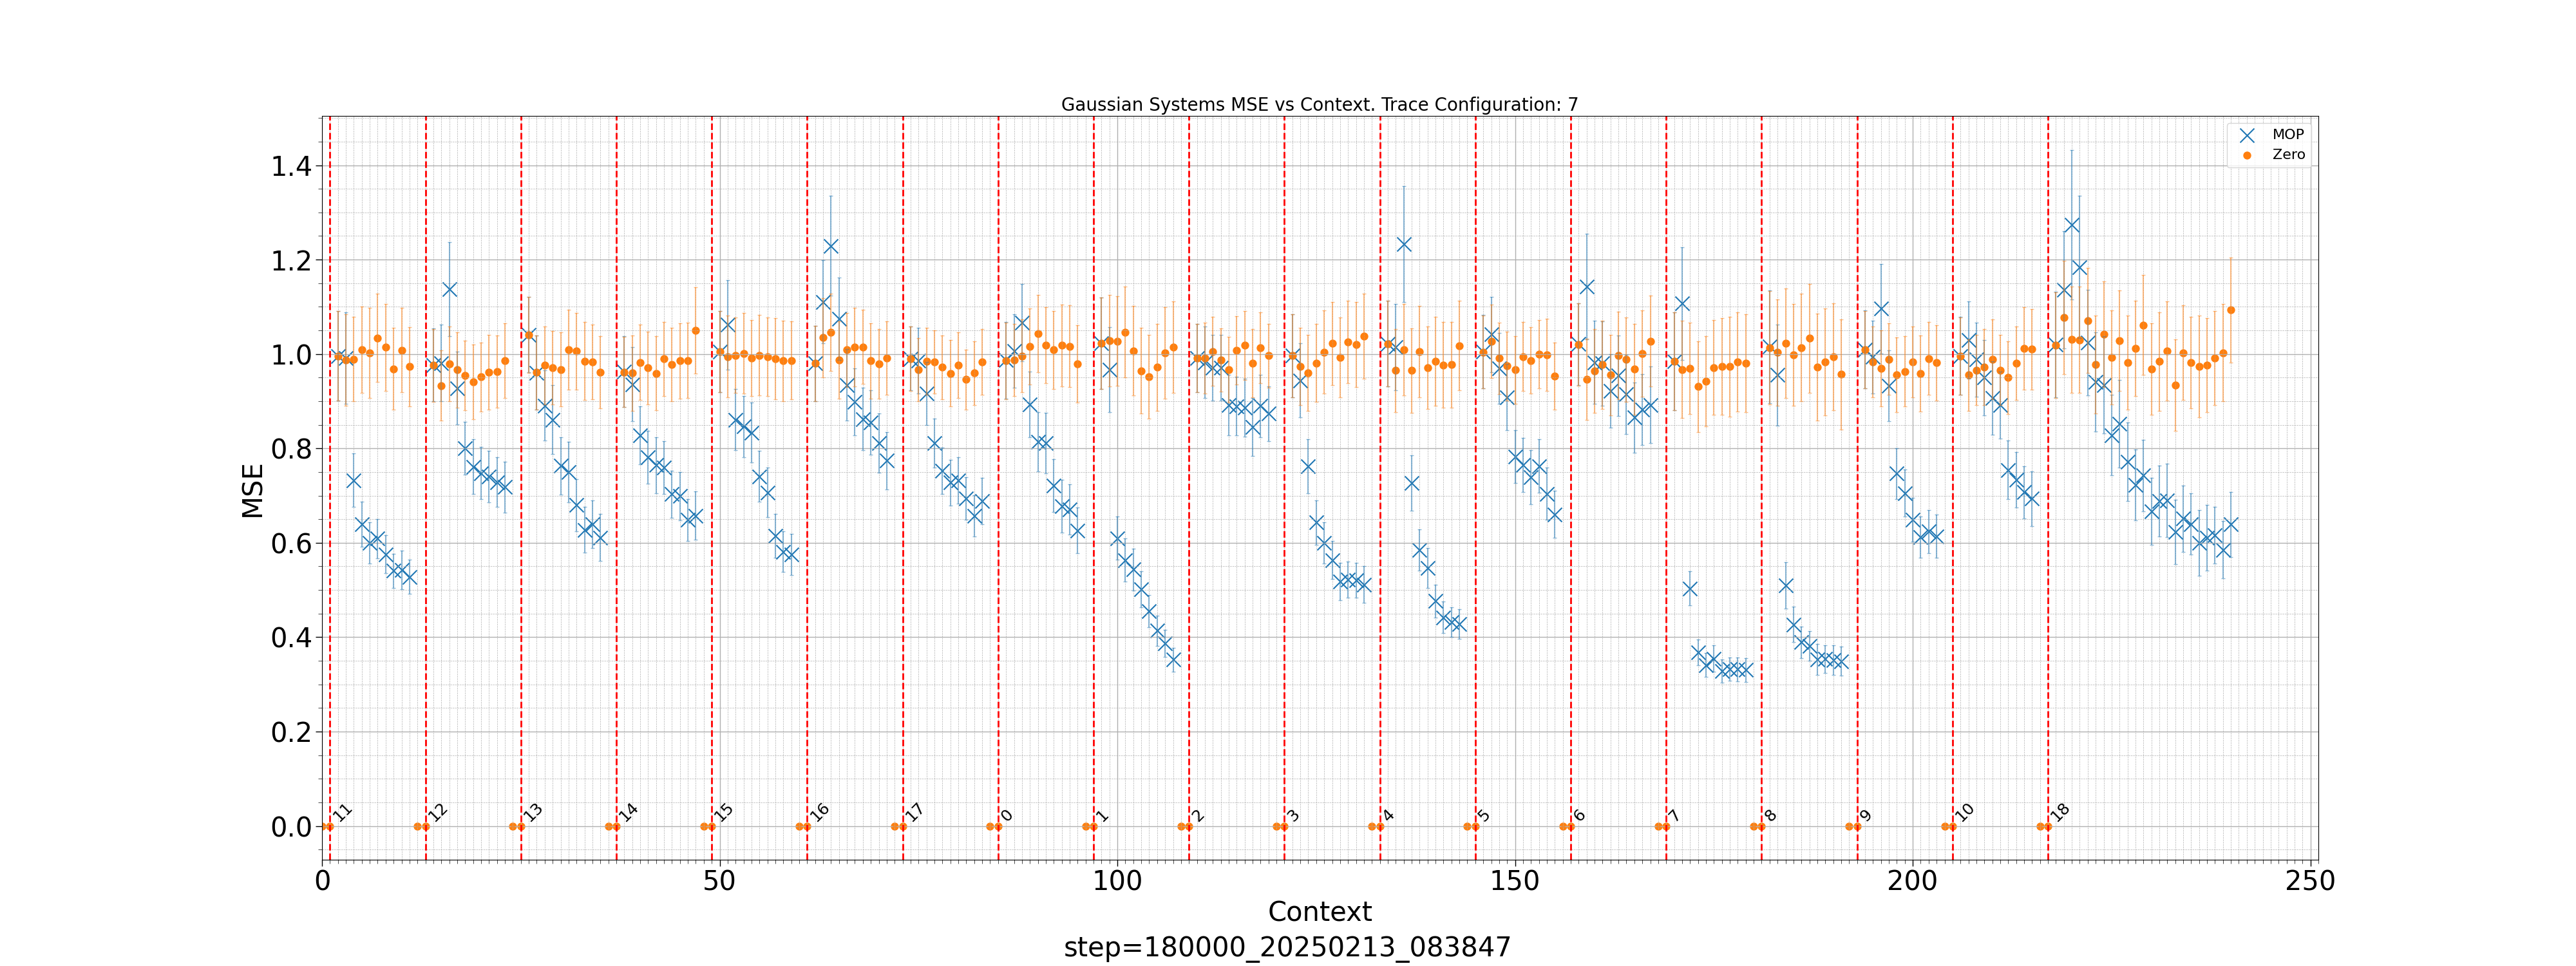 Gaussian Systems MSE vs Context. Trace Configuration: 7
MOP
Zero
1.4
1.2
1.0
0.8
0.6
0.4
0.2
0.0
MSE
11 12 13 14 15 16 17 0 1 2 3 4 5 6 7 8 9 10 18
0 50 100 150 200 250
Context
step=180000_20250213_083847